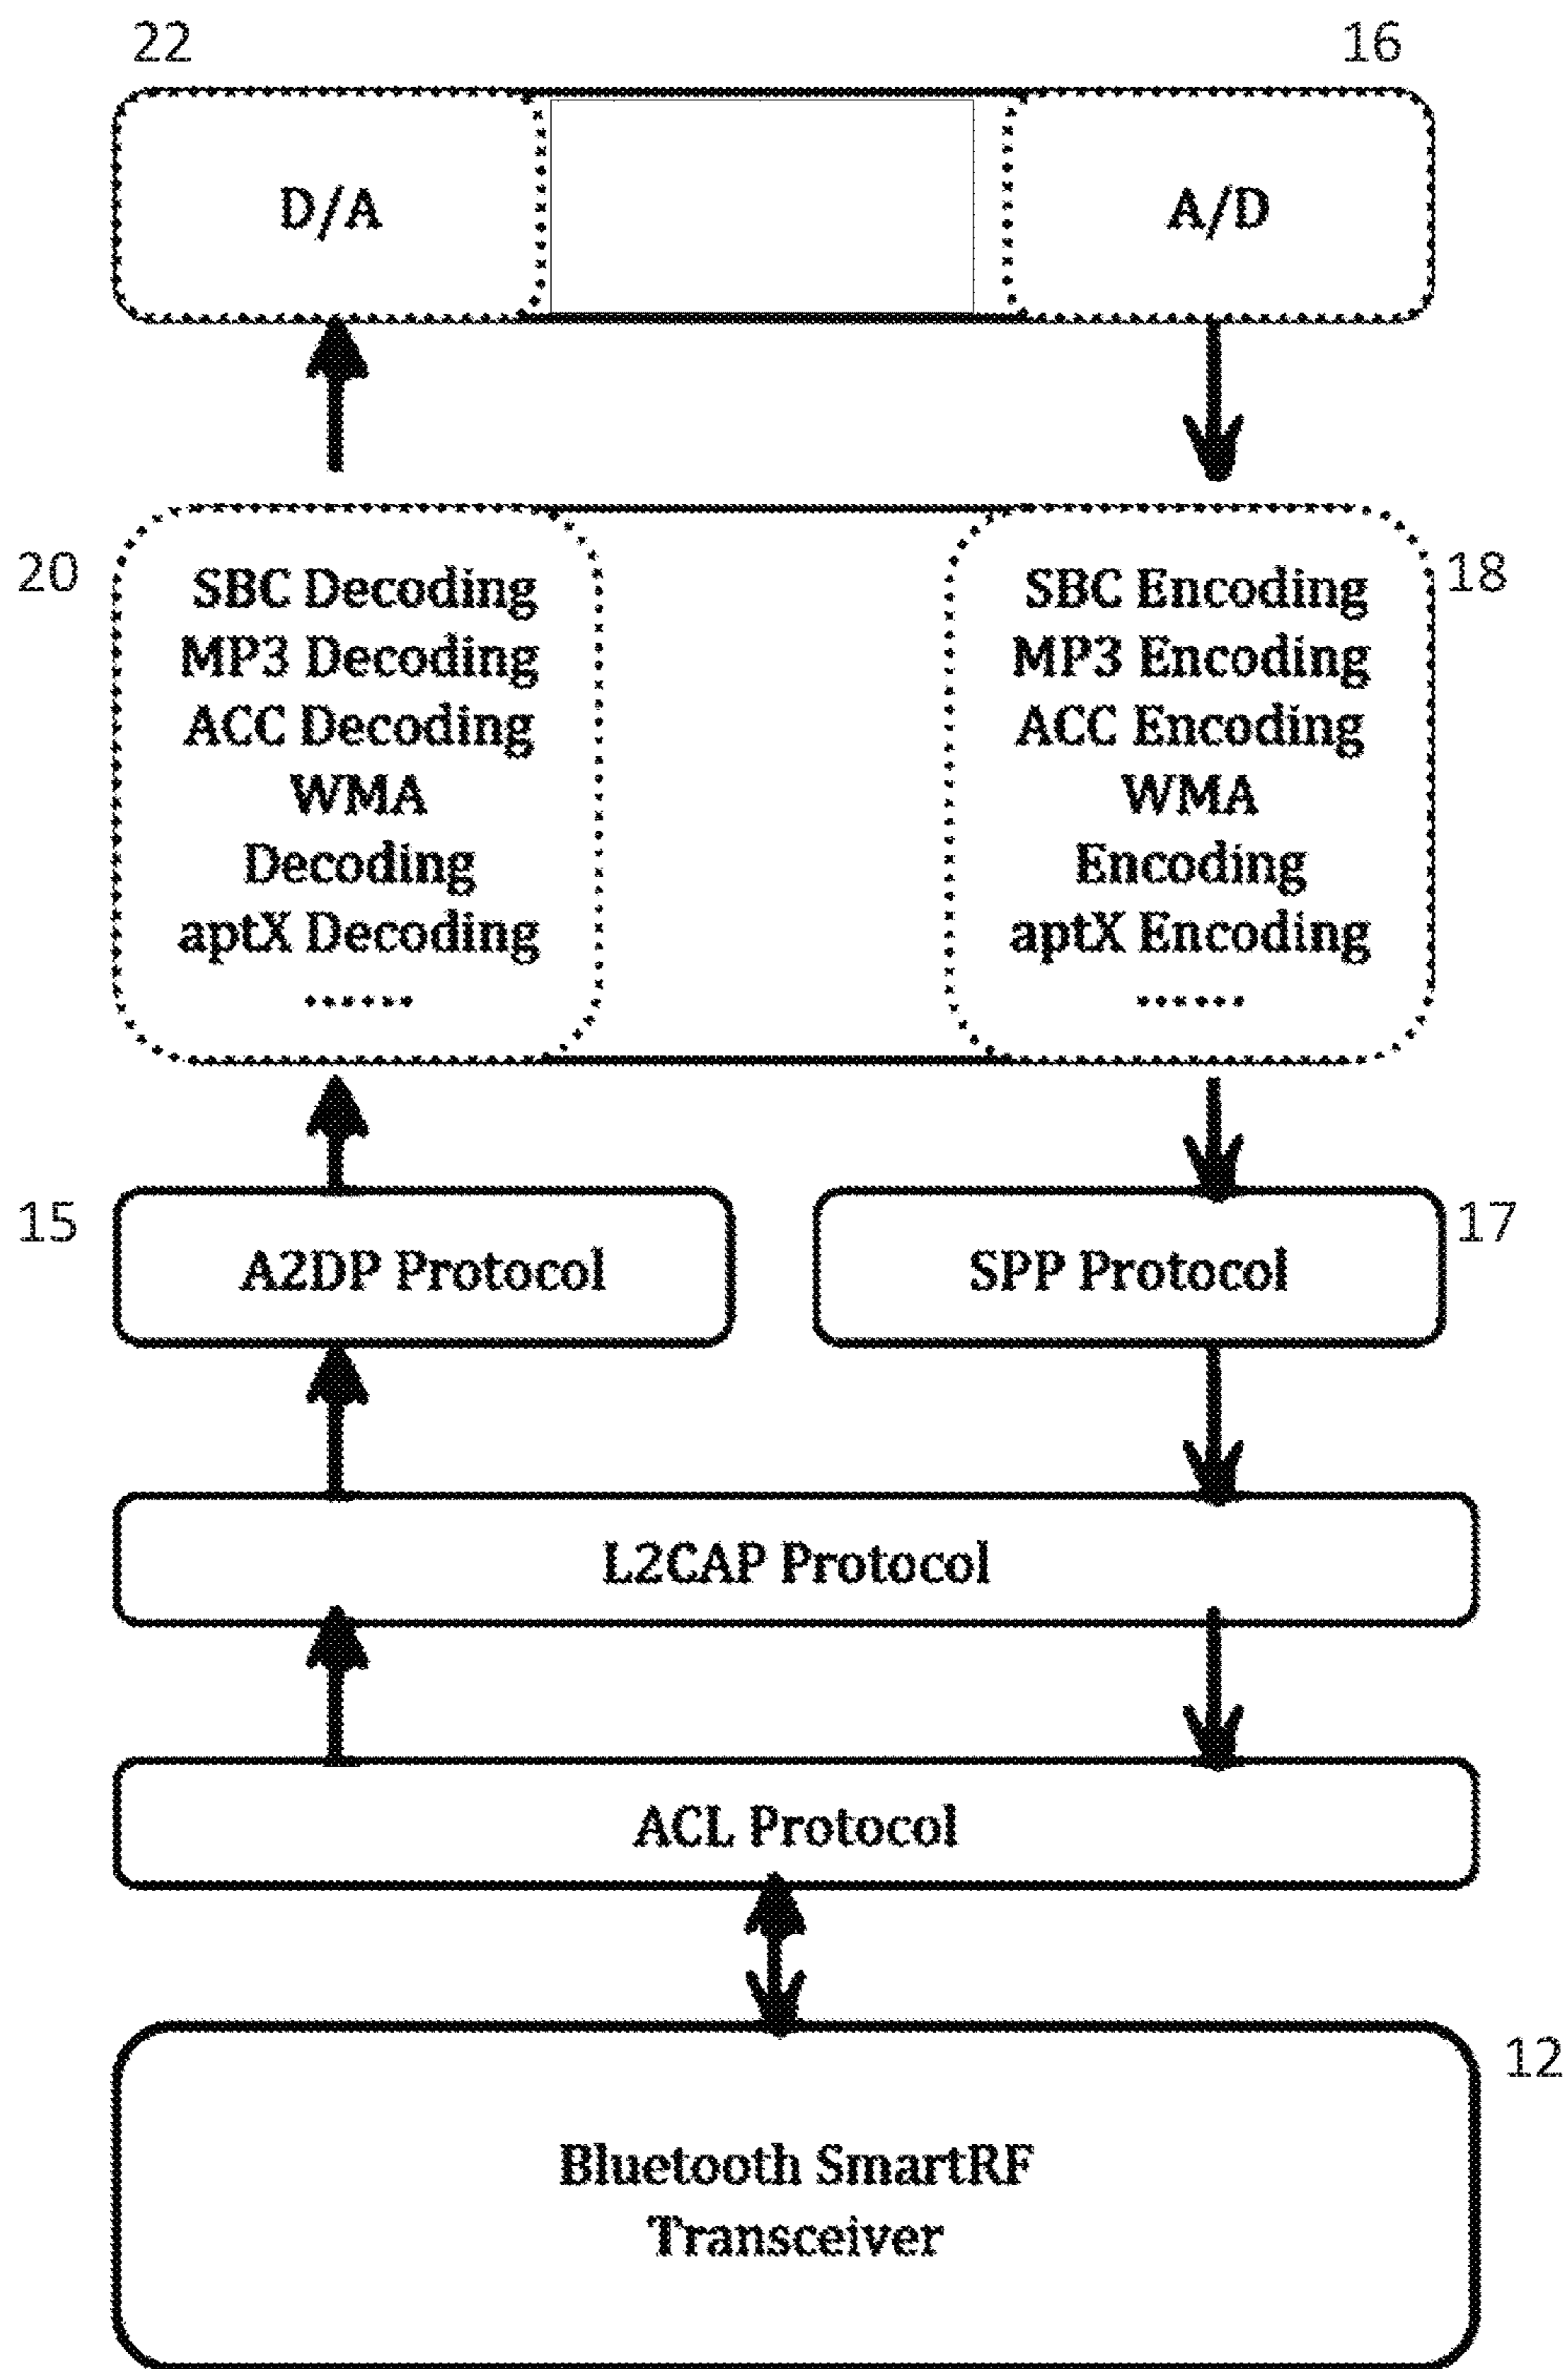 22
16
D/A
A/D
20
SBC Decoding
MP3 Decoding
ACC Decoding
WMA
Decoding
aptX Decoding
......
SBC Encoding
MP3 Encoding
ACC Encoding
WMA
Encoding
aptX Encoding
......
18
15
A2DP Protocol
SPP Protocol
17
L2CAP Protocol
ACL Protocol
12
Bluetooth SmartRF
Transceiver